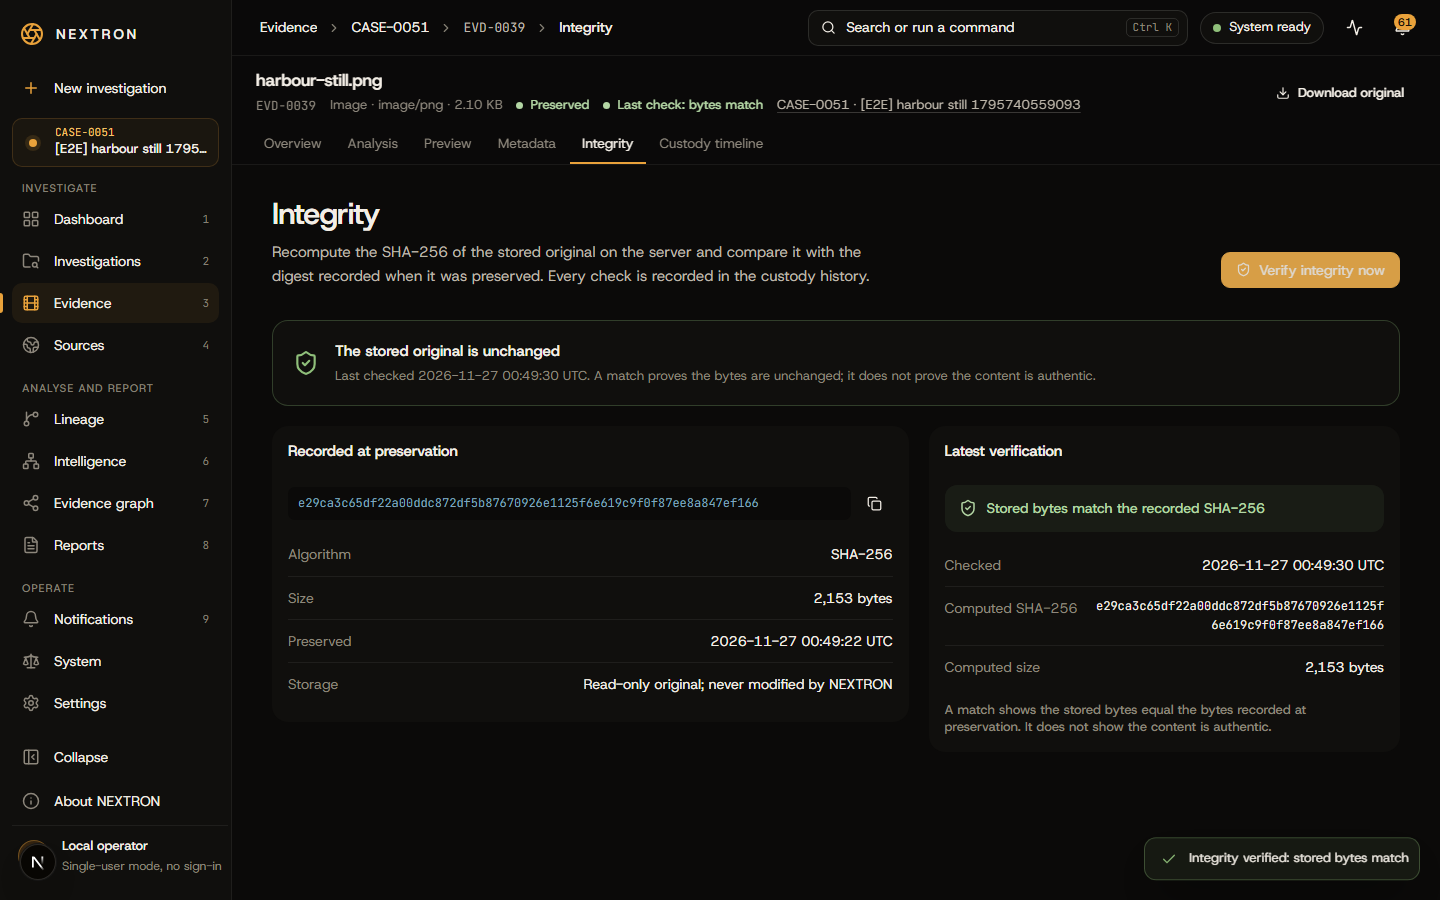 NEXTRON
New investigation
CASE-0051
[E2E] harbour still 1795...
INVESTIGATE
Dashboard 1
Investigations 2
Evidence 3
Sources 4
ANALYSE AND REPORT
Lineage 5
Intelligence 6
Evidence graph 7
Reports 8
OPERATE
Notifications 9
System
Settings
Collapse
About NEXTRON
N
Local operator
Single-user mode, no sign-in
Evidence > CASE-0051 > EVD-0039 > Integrity
Search or run a command Ctrl K
System ready
61
harbour-still.png
EVD-0039 Image · image/png · 2.10 KB Preserved Last check: bytes match CASE-0051 · [E2E] harbour still 1795740559093
Download original
Overview Analysis Preview Metadata Integrity Custody timeline
Integrity
Recompute the SHA-256 of the stored original on the server and compare it with the
digest recorded when it was preserved. Every check is recorded in the custody history.
Verify integrity now
The stored original is unchanged
Last checked 2026-11-27 00:49:30 UTC. A match proves the bytes are unchanged; it does not prove the content is authentic.
Recorded at preservation
e29ca3c65df22a00ddc872df5b87670926e1125f6e619c9f0f87ee8a847ef166
Algorithm SHA-256
Size 2,153 bytes
Preserved 2026-11-27 00:49:22 UTC
Storage Read-only original; never modified by NEXTRON
Latest verification
Stored bytes match the recorded SHA-256
Checked 2026-11-27 00:49:30 UTC
Computed SHA-256 e29ca3c65df22a00ddc872df5b87670926e1125f
6e619c9f0f87ee8a847ef166
Computed size 2,153 bytes
A match shows the stored bytes equal the bytes recorded at
preservation. It does not show the content is authentic.
Integrity verified: stored bytes match